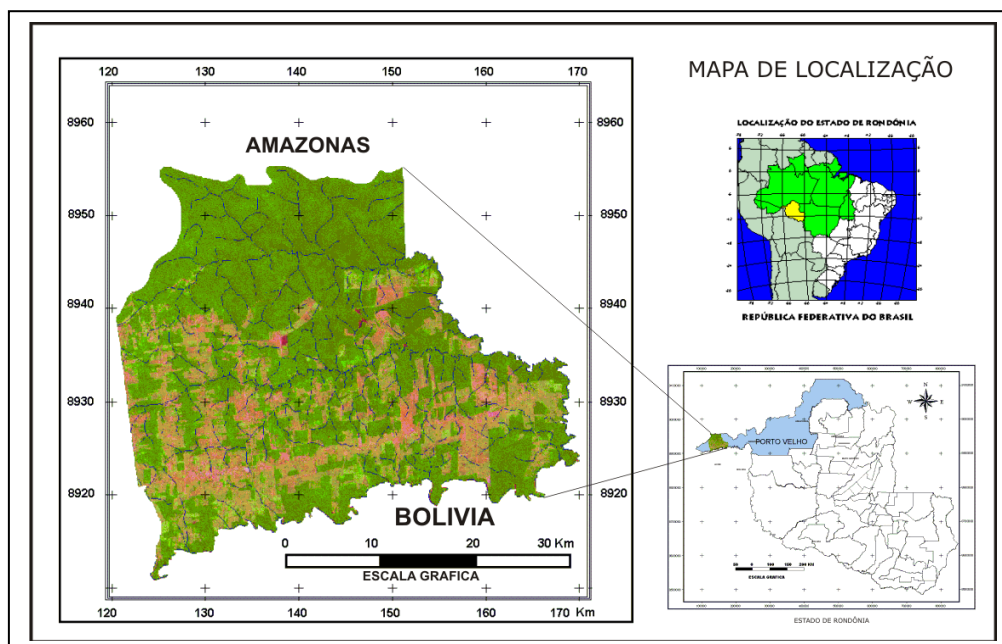 MAPA DE LOCALIZAÇÃO
120 130 140 150 160 170
8960 8960
AMAZONAS
8950 8950
8940 8940
8930 8930
8920 8920
BOLIVIA
0 10 20 30 Km
ESCALA GRAFICA
120 130 140 150 160 170 Km
LOCALIZAÇÃO DO ESTADO DE RONDÔNIA
REPÚBLICA FEDERATIVA DO BRASIL
N
W E
S
PORTO VELHO
ESCALA GRAFICA
ESTADO DE RONDÔNIA